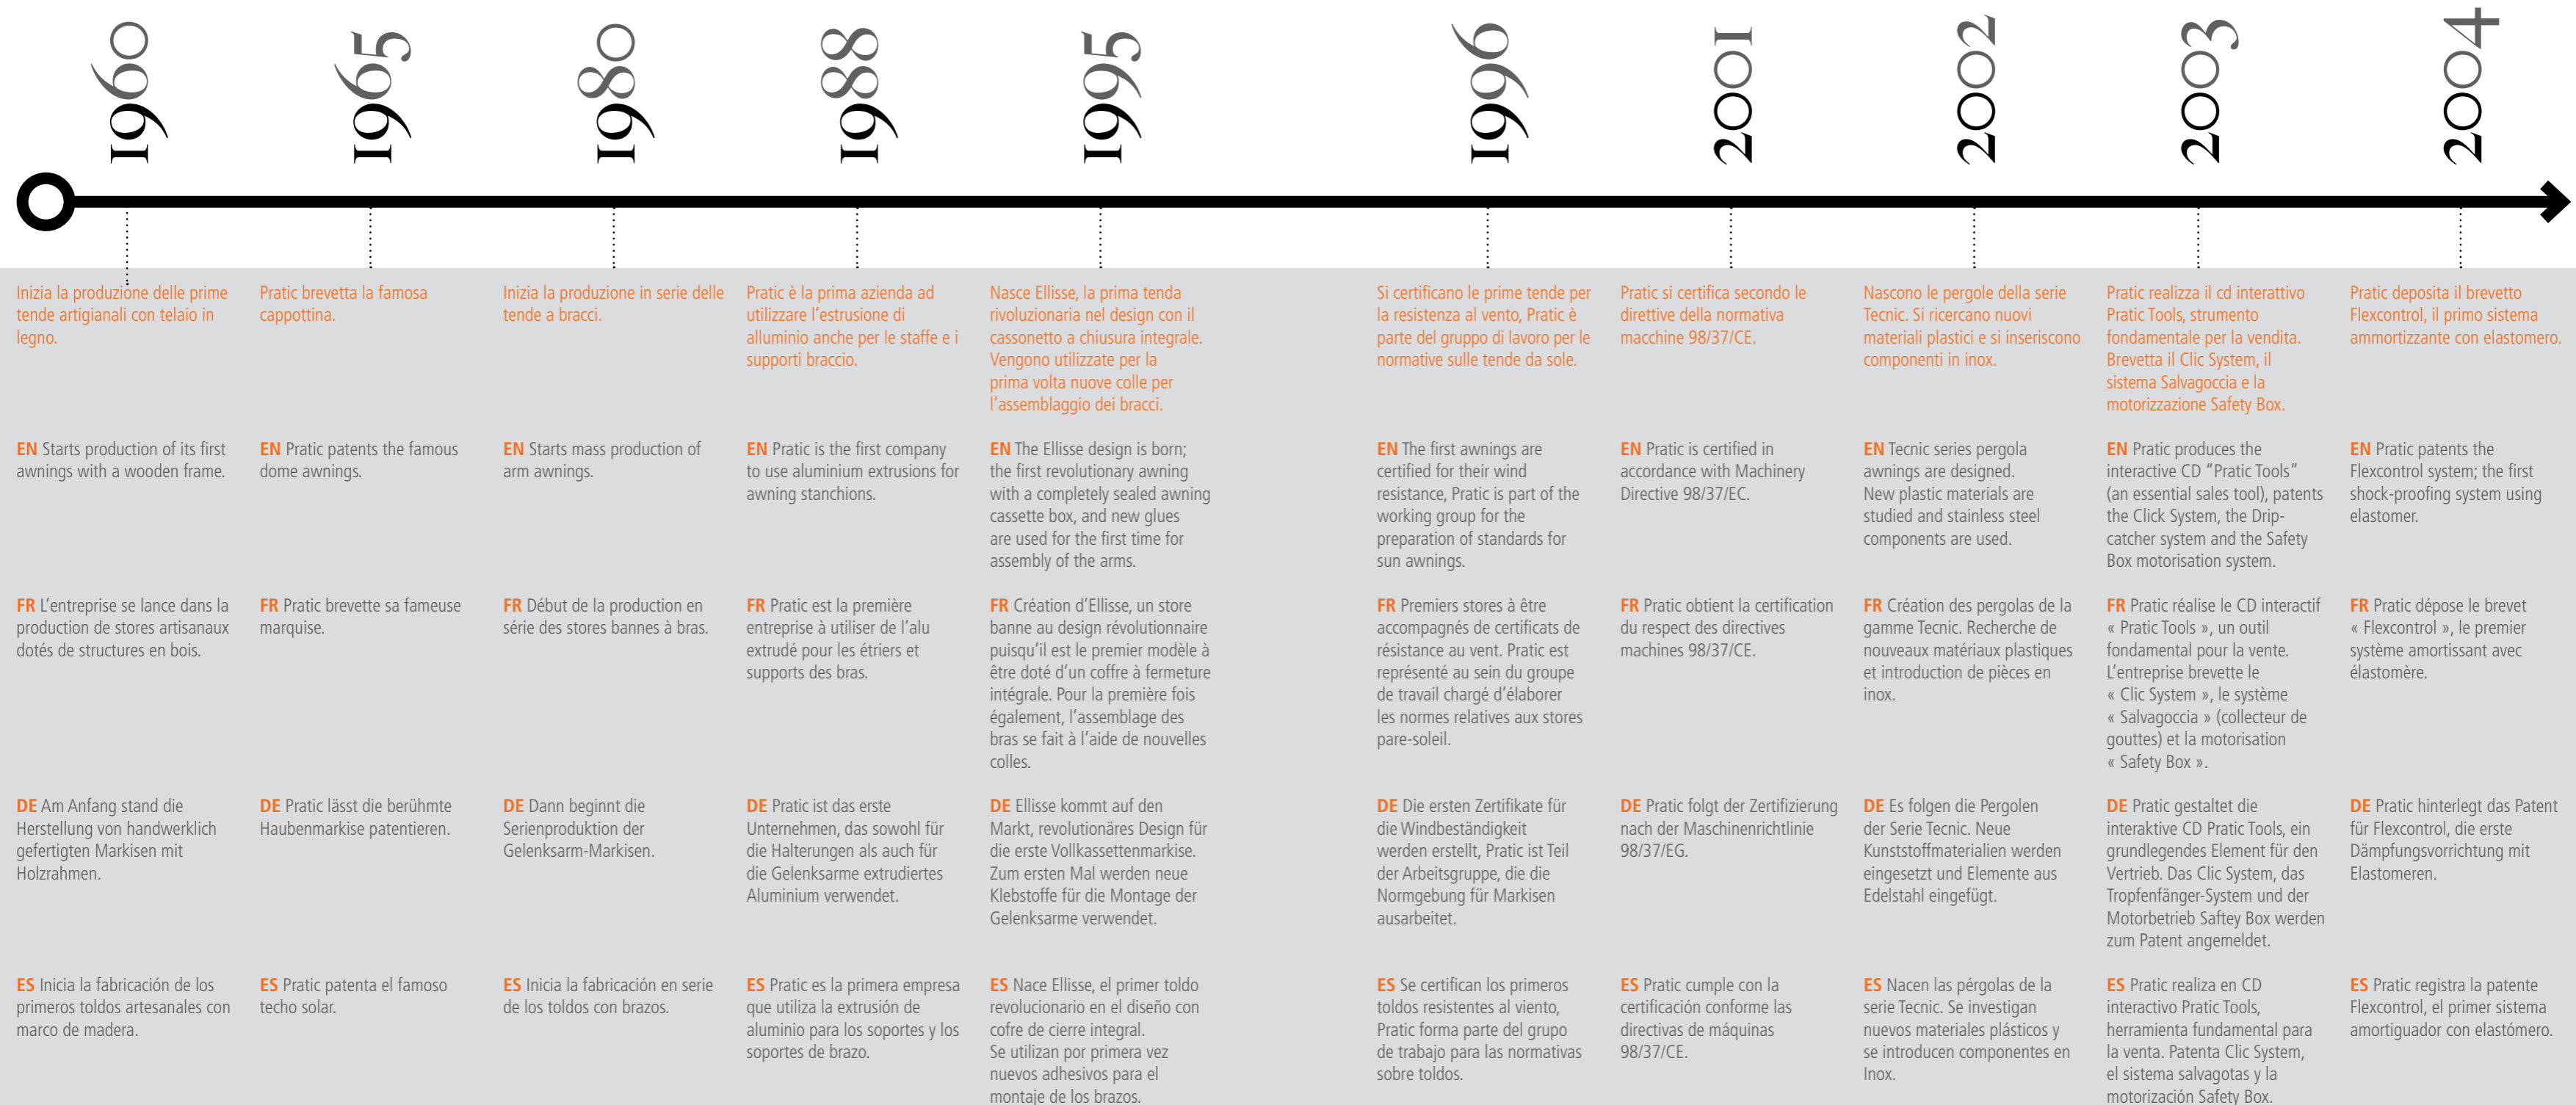 1960
1965
1980
1988
1995
1996
2001
2002
2003
2004
Inizia la produzione delle prime
tende artigianali con telaio in
legno.
Pratic brevetta la famosa
cappottina.
Inizia la produzione in serie delle
tende a bracci.
Pratic è la prima azienda ad
utilizzare l'estrusione di
alluminio anche per le staffe e i
supporti braccio.
Nasce Ellisse, la prima tenda
rivoluzionaria nel design con il
cassonetto a chiusura integrale.
Vengono utilizzate per la
prima volta nuove colle per
l'assemblaggio dei bracci.
Si certificano le prime tende per
la resistenza al vento, Pratic è
parte del gruppo di lavoro per le
normative sulle tende da sole.
Pratic si certifica secondo le
direttive della normativa
macchine 98/37/CE.
Nascono le pergole della serie
Tecnic. Si ricercano nuovi
materiali plastici e si inseriscono
componenti in inox.
Pratic realizza il cd interattivo
Pratic Tools, strumento
fondamentale per la vendita.
Brevetta il Clic System, il
sistema Salvagoccia e la
motorizzazione Safety Box.
Pratic deposita il brevetto
Flexcontrol, il primo sistema
ammortizzante con elastomero.
EN Starts production of its first
awnings with a wooden frame.
EN Pratic patents the famous
dome awnings.
EN Starts mass production of
arm awnings.
EN Pratic is the first company
to use aluminium extrusions for
awning stanchions.
EN The Ellisse design is born;
the first revolutionary awning
with a completely sealed awning
cassette box, and new glues
are used for the first time for
assembly of the arms.
EN The first awnings are
certified for their wind
resistance, Pratic is part of the
working group for the
preparation of standards for
sun awnings.
EN Pratic is certified in
accordance with Machinery
Directive 98/37/EC.
EN Tecnic series pergola
awnings are designed.
New plastic materials are
studied and stainless steel
components are used.
EN Pratic produces the
interactive CD "Pratic Tools"
(an essential sales tool), patents
the Click System, the Drip-
catcher system and the Safety
Box motorisation system.
EN Pratic patents the
Flexcontrol system; the first
shock-proofing system using
elastomer.
FR L'entreprise se lance dans la
production de stores artisanaux
dotés de structures en bois.
FR Pratic brevette sa fameuse
marquise.
FR Début de la production en
série des stores bannes à bras.
FR Pratic est la première
entreprise à utiliser de l'alu
extrudé pour les étriers et
supports des bras.
FR Création d'Ellisse, un store
banne au design révolutionnaire
puisqu'il est le premier modèle à
être doté d'un coffre à fermeture
intégrale. Pour la première fois
également, l'assemblage des
bras se fait à l'aide de nouvelles
colles.
FR Premiers stores à être
accompagnés de certificats de
résistance au vent. Pratic est
représenté au sein du groupe
de travail chargé d'élaborer
les normes relatives aux stores
pare-soleil.
FR Pratic obtient la certification
du respect des directives
machines 98/37/CE.
FR Création des pergolas de la
gamme Tecnic. Recherche de
nouveaux matériaux plastiques
et introduction de pièces en
inox.
FR Pratic réalise le CD interactif
« Pratic Tools », un outil
fondamental pour la vente.
L'entreprise brevette le
« Clic System », le système
« Salvagoccia » (collecteur de
gouttes) et la motorisation
« Safety Box ».
FR Pratic dépose le brevet
« Flexcontrol », le premier
système amortissant avec
élastomère.
DE Am Anfang stand die
Herstellung von handwerklich
gefertigten Markisen mit
Holzrahmen.
DE Pratic lässt die berühmte
Haubenmarkise patentieren.
DE Dann beginnt die
Serienproduktion der
Gelenksarm-Markisen.
DE Pratic ist das erste
Unternehmen, das sowohl für
die Halterungen als auch für
die Gelenksarme extrudiertes
Aluminium verwendet.
DE Ellisse kommt auf den
Markt, revolutionäres Design für
die erste Vollkassettenmarkise.
Zum ersten Mal werden neue
Klebstoffe für die Montage der
Gelenksarme verwendet.
DE Die ersten Zertifikate für
die Windbeständigkeit
werden erstellt, Pratic ist Teil
der Arbeitsgruppe, die die
Normgebung für Markisen
ausarbeitet.
DE Pratic folgt der Zertifizierung
nach der Maschinenrichtlinie
98/37/EG.
DE Es folgen die Pergolen
der Serie Tecnic. Neue
Kunststoffmaterialien werden
eingesetzt und Elemente aus
Edelstahl eingefügt.
DE Pratic gestaltet die
interaktive CD Pratic Tools, ein
grundlegendes Element für den
Vertrieb. Das Clic System, das
Tropfenfänger-System und der
Motorbetrieb Saftey Box werden
zum Patent angemeldet.
DE Pratic hinterlegt das Patent
für Flexcontrol, die erste
Dämpfungsvorrichtung mit
Elastomeren.
ES Inicia la fabricación de los
primeros toldos artesanales con
marco de madera.
ES Pratic patenta el famoso
techo solar.
ES Inicia la fabricación en serie
de los toldos con brazos.
ES Pratic es la primera empresa
que utiliza la extrusión de
aluminio para los soportes y los
soportes de brazo.
ES Nace Ellisse, el primer toldo
revolucionario en el diseño con
cofre de cierre integral.
Se utilizan por primera vez
nuevos adhesivos para el
montaje de los brazos.
ES Se certifican los primeros
toldos resistentes al viento,
Pratic forma parte del grupo
de trabajo para las normativas
sobre toldos.
ES Pratic cumple con la
certificación conforme las
directivas de máquinas
98/37/CE.
ES Nacen las pérgolas de la
serie Tecnic. Se investigan
nuevos materiales plásticos y
se introducen componentes en
Inox.
ES Pratic realiza en CD
interactivo Pratic Tools,
herramienta fundamental para
la venta. Patenta Clic System,
el sistema salvagotas y la
motorización Safety Box.
ES Pratic registra la patente
Flexcontrol, el primer sistema
amortiguador con elastómero.